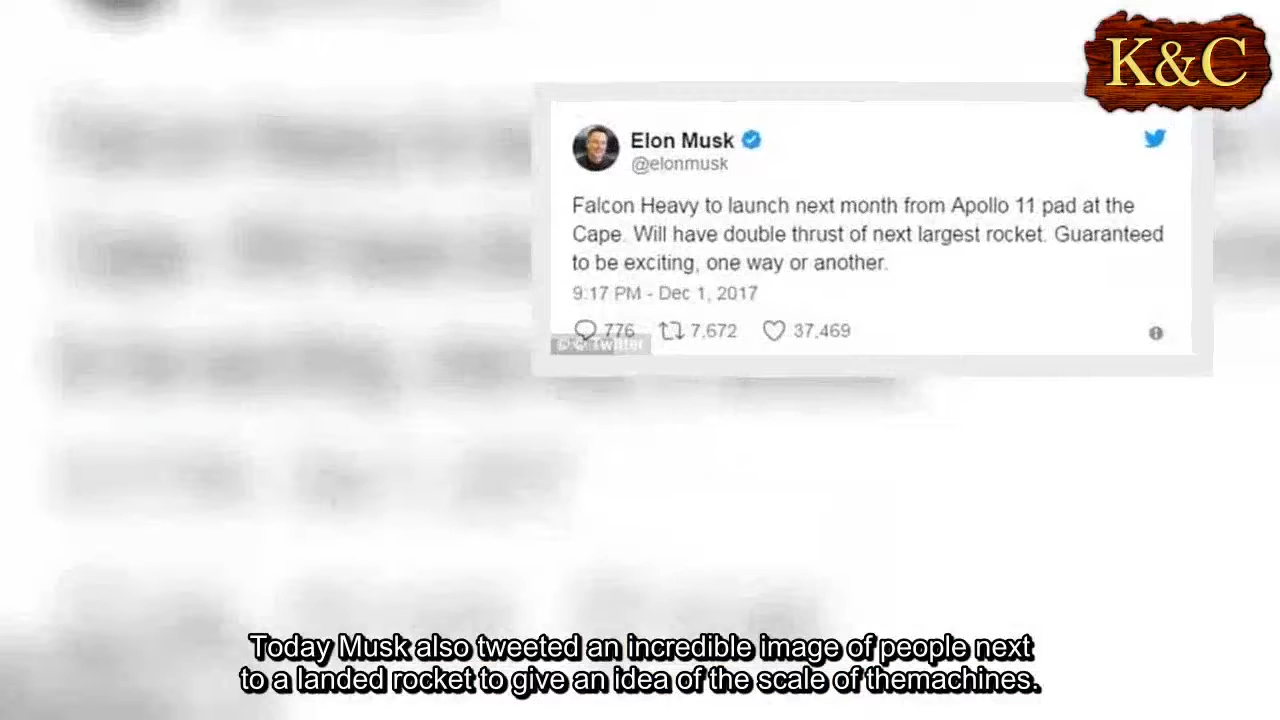 K&C
Elon Musk
@elonmusk
Falcon Heavy to launch next month from Apollo 11 pad at the
Cape. Will have double thrust of next largest rocket. Guaranteed
to be exciting, one way or another.
9:17 PM - Dec 1, 2017
776 7,672 37,469
© Twitter
Today Musk also tweeted an incredible image of people next
to a landed rocket to give an idea of the scale of themachines.